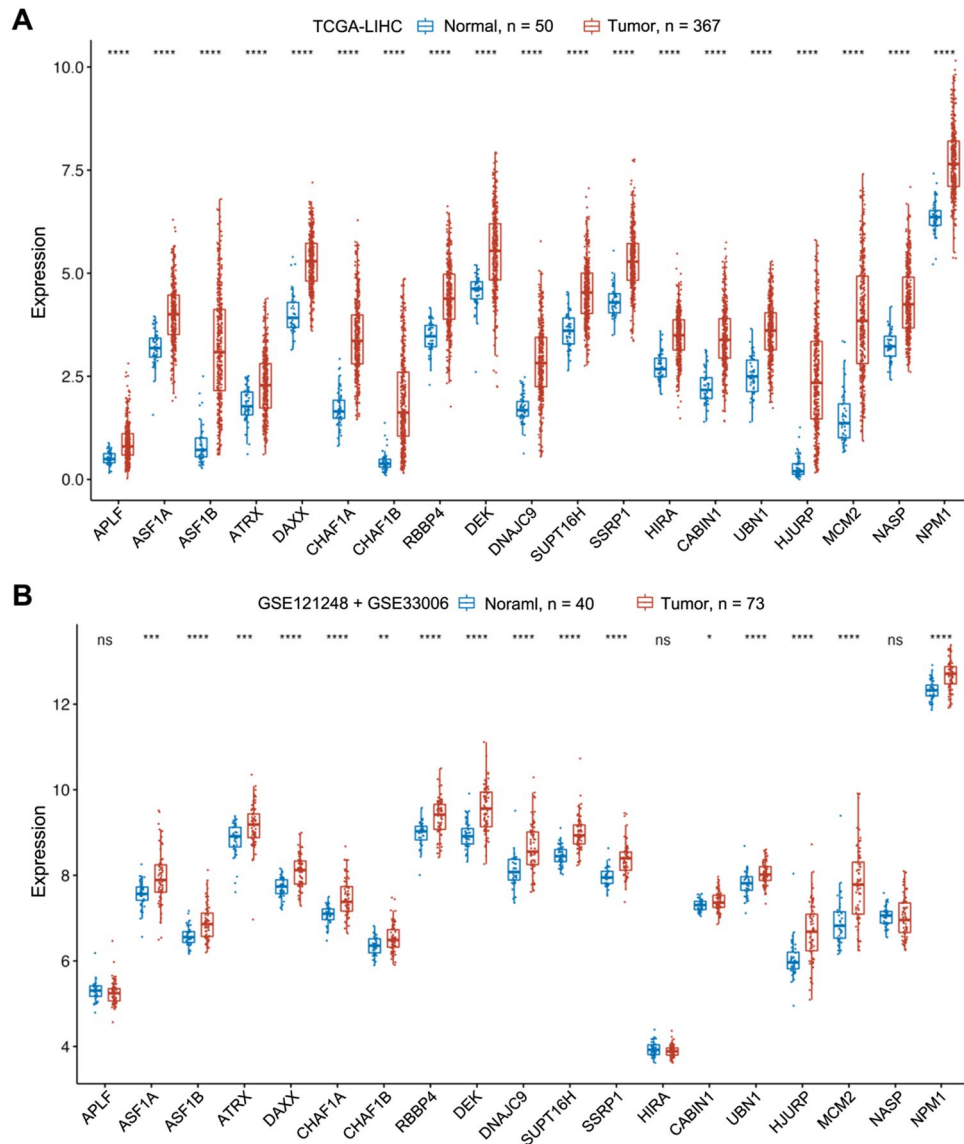 A
TCGA-LIHC Normal, n = 50 Tumor, n = 367
**** **** **** **** **** **** **** **** **** **** **** **** **** **** **** **** **** **** ****
10.0
7.5
5.0
2.5
0.0
Expression
APLF ASF1A ASF1B ATRX DAXX CHAF1A CHAF1B RBBP4 DEK DNAJC9 SUPT16H SSRP1 HIRA CABIN1 UBN1 HJURP MCM2 NASP NPM1
B
GSE121248 + GSE33006 Noraml, n = 40 Tumor, n = 73
ns *** **** *** **** **** ** **** **** **** **** **** ns * **** **** **** ns ****
12
10
8
6
4
Expression
APLF ASF1A ASF1B ATRX DAXX CHAF1A CHAF1B RBBP4 DEK DNAJC9 SUPT16H SSRP1 HIRA CABIN1 UBN1 HJURP MCM2 NASP NPM1